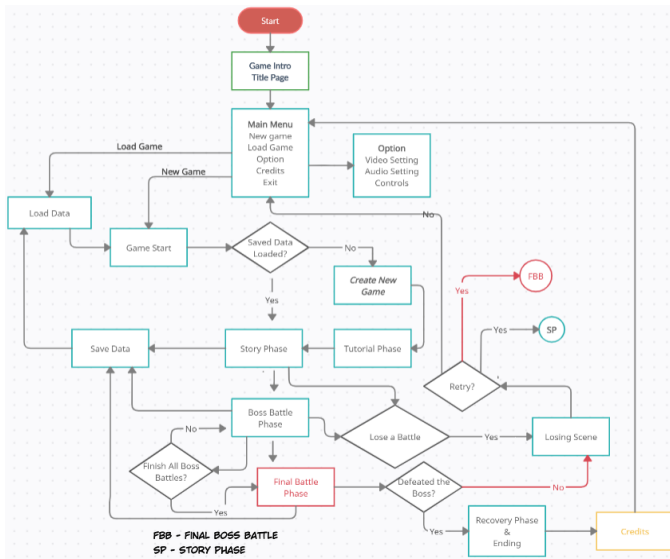 Start
Game Intro
Title Page
Main Menu
New game
Load Game
Option
Credits
Exit
Load Game
New Game
Option
Video Setting
Audio Setting
Controls
Load Data
Game Start
Saved Data
Loaded?
No
No
Create New
Game
Yes
FBB
Yes
Yes
SP
Save Data
Story Phase
Tutorial Phase
Retry?
Boss Battle
Phase
No
Lose a Battle
Yes
Losing Scene
Finish All Boss
Battles?
Final Battle
Phase
Defeated the
Boss?
No
Yes
Yes
Recovery Phase
&
Ending
Credits
FBB - FINAL BOSS BATTLE
SP - STORY PHASE